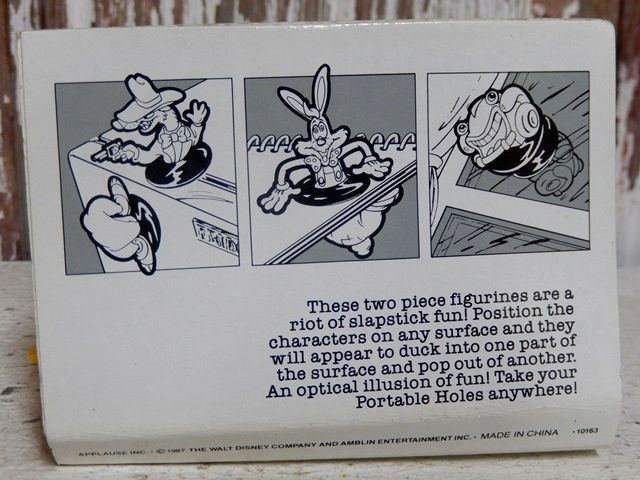 These two piece figurines are a
riot of slapstick fun! Position the
characters on any surface and they
will appear to duck into one part of
the surface and pop out of another.
An optical illusion of fun! Take your
Portable Holes anywhere!
APPLAUSE INC. • © 1987 THE WALT DISNEY COMPANY AND AMBLIN ENTERTAINMENT INC. • MADE IN CHINA • 10163